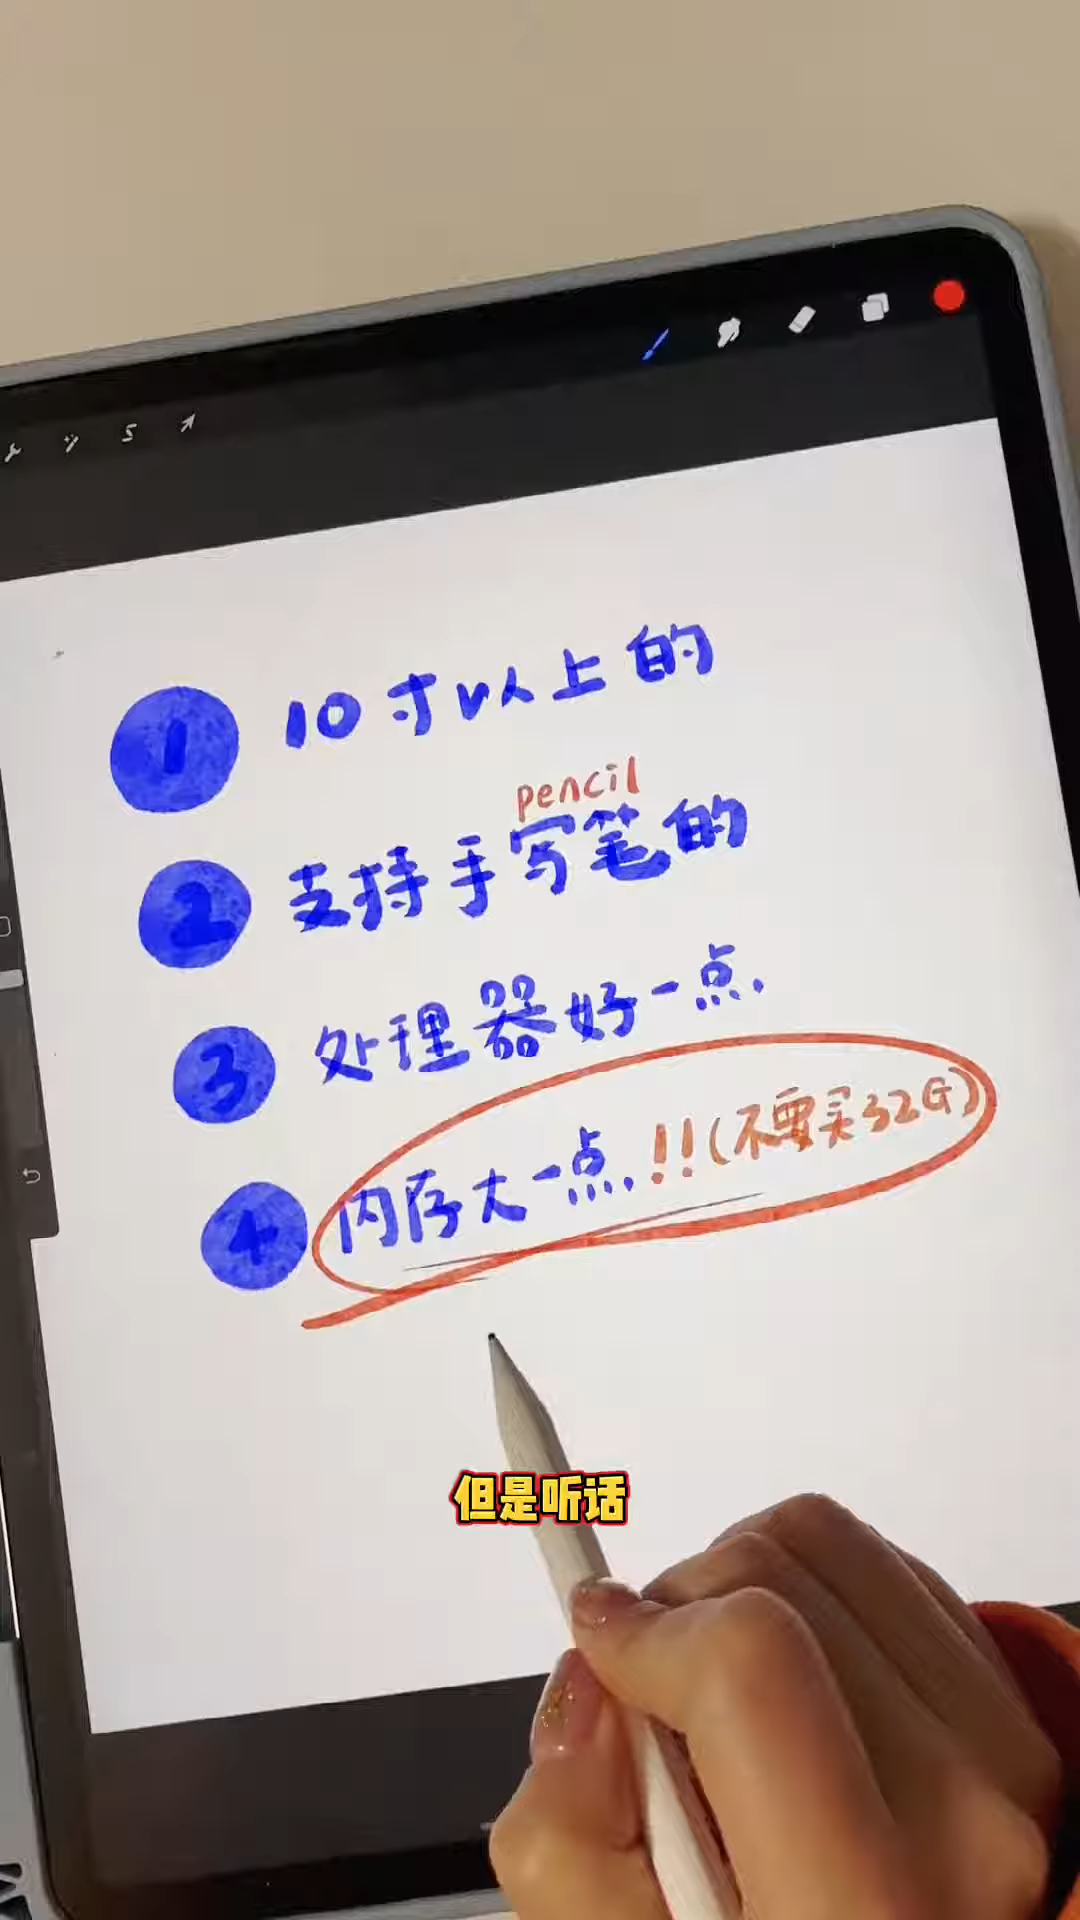 1 10寸以上的
pencil
2 支持手写笔的
3 处理器好一点.
4 内存大一点.!!(不要买32G)
但是听话